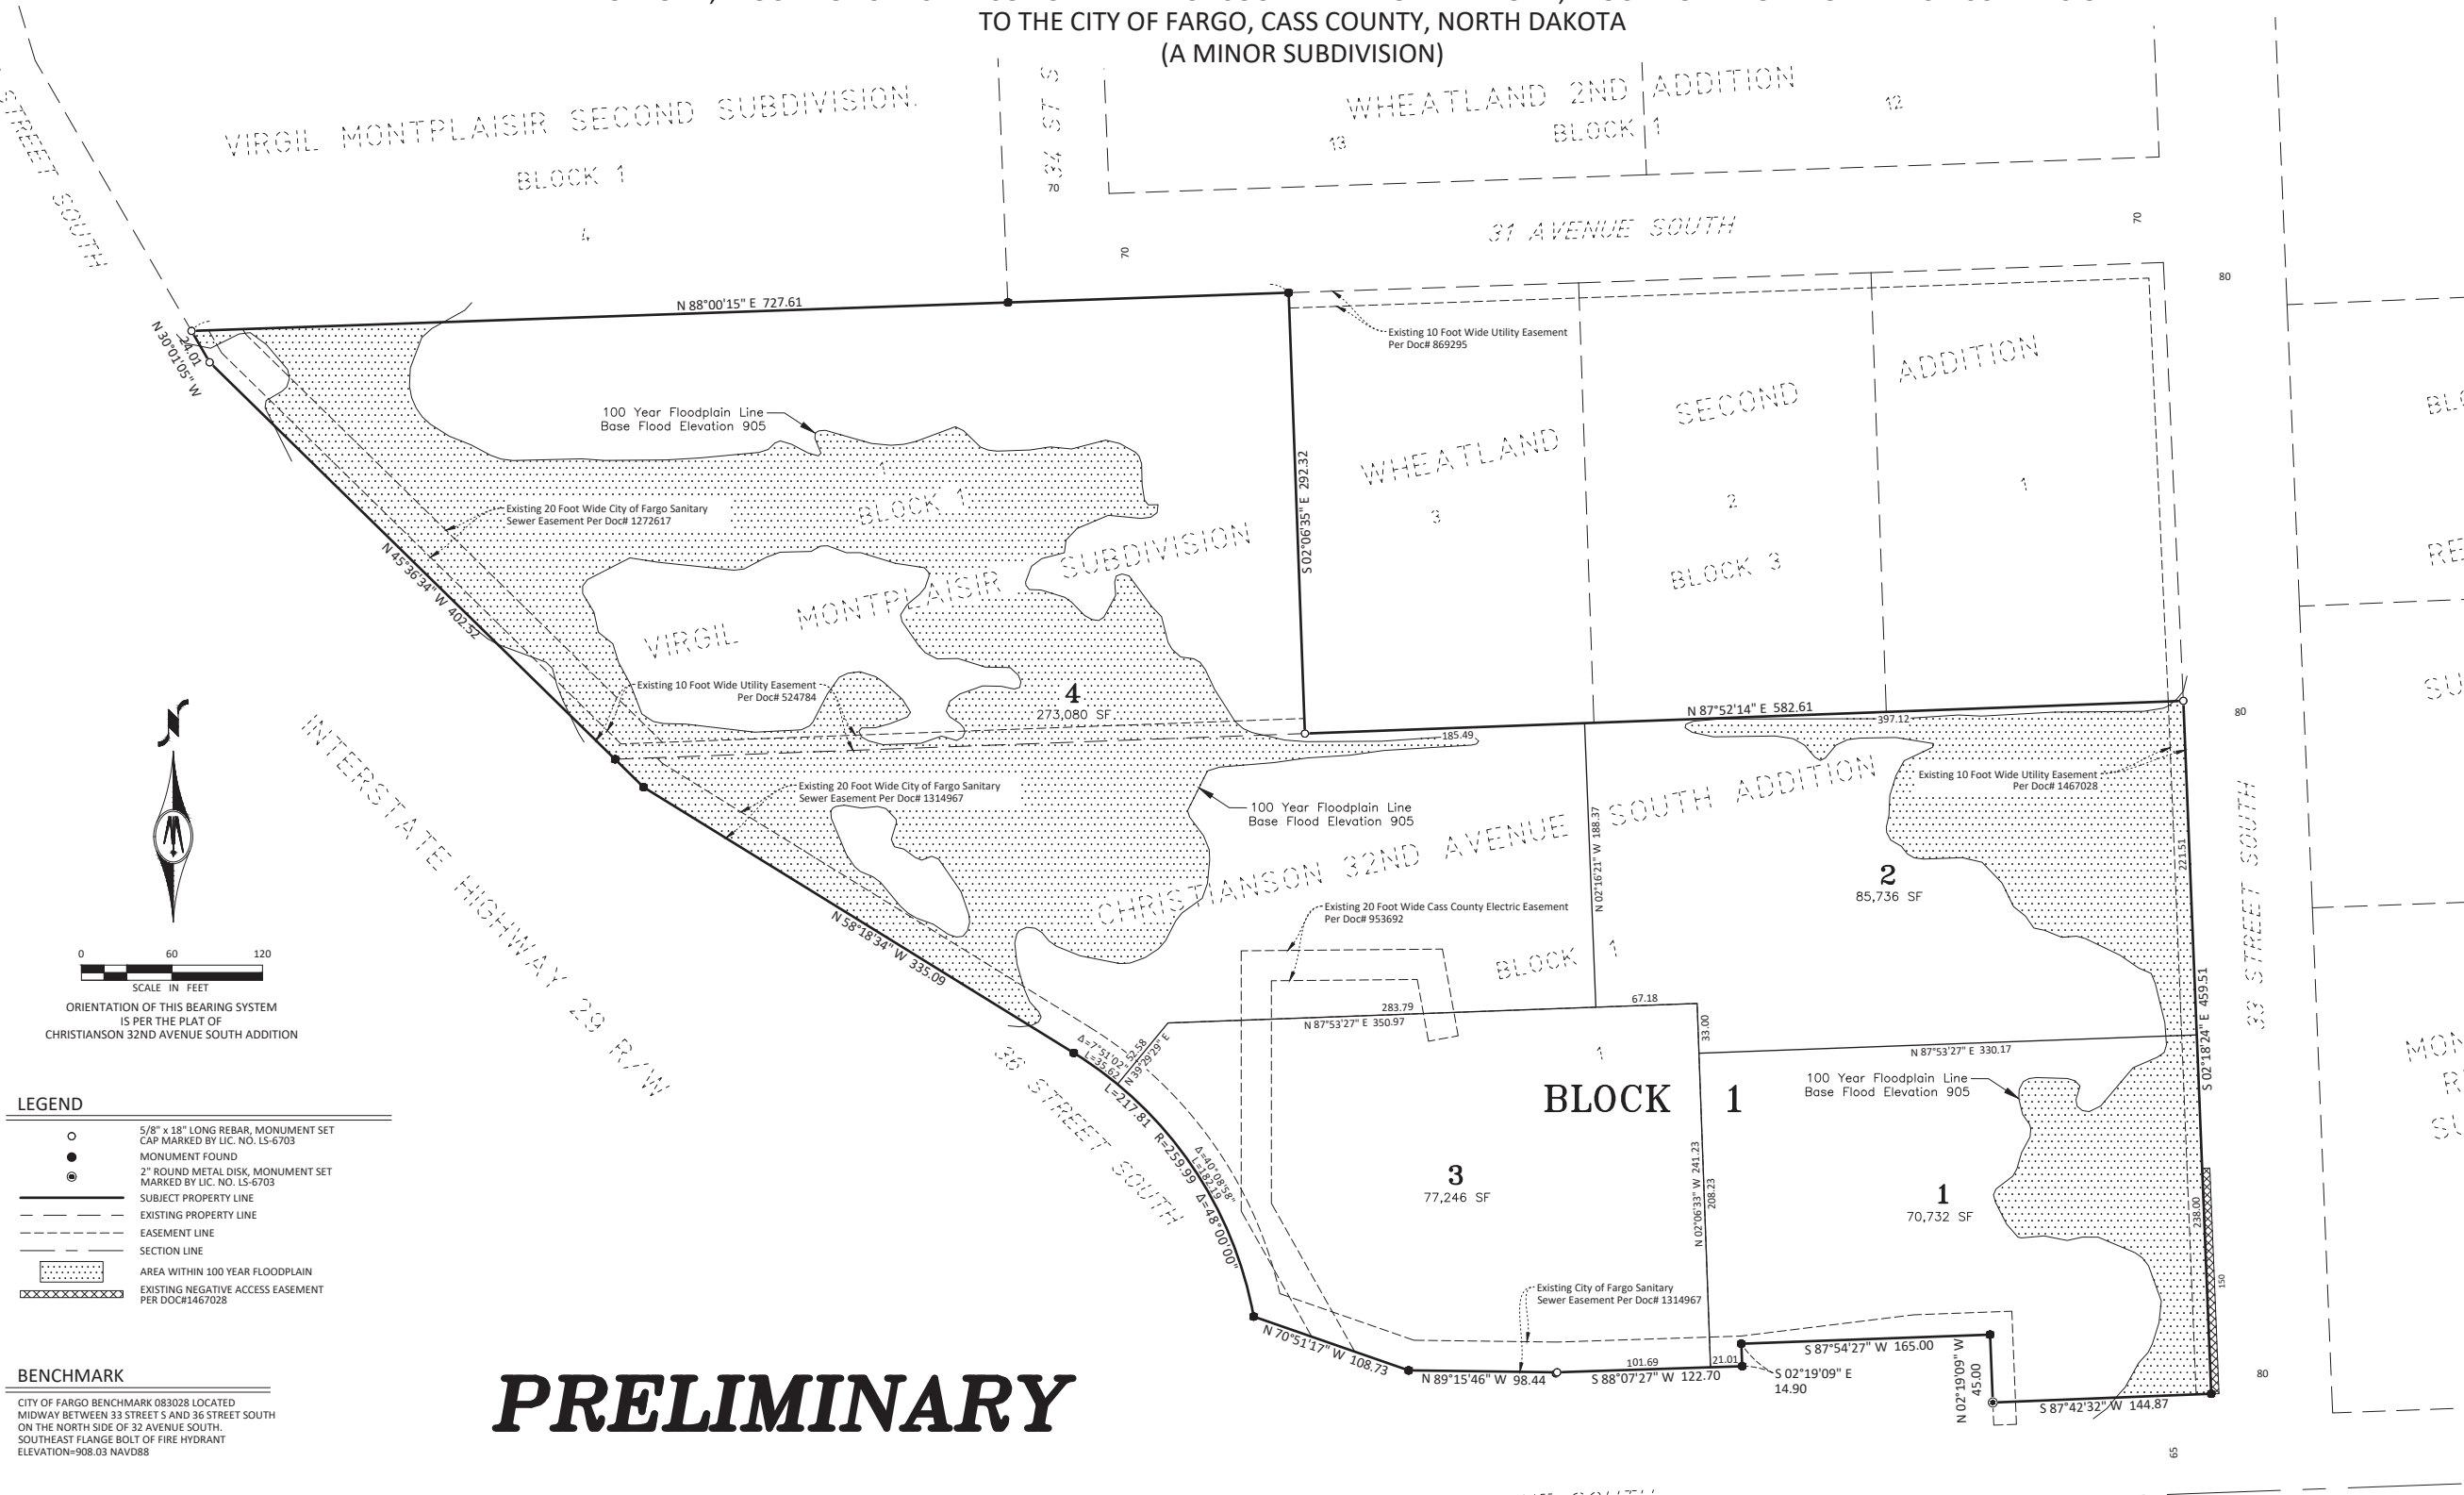 TO THE CITY OF FARGO, CASS COUNTY, NORTH DAKOTA
(A MINOR SUBDIVISION)
STREET SOUTH
VIRGIL MONTPLAISIR SECOND SUBDIVISION.
BLOCK 1
4
70
70
WHEATLAND 2ND ADDITION
BLOCK 1
13
12
31 AVENUE SOUTH
70
80
N 88°00'15" E 727.61
24.01
N 30°01'05" W
Existing 10 Foot Wide Utility Easement
Per Doc# 869295
100 Year Floodplain Line
Base Flood Elevation 905
S 02°06'35" E 292.32
WHEATLAND SECOND ADDITION
3
2
1
BLOCK 3
1
BLOCK 1
VIRGIL MONTPLAISIR SUBDIVISION
Existing 20 Foot Wide City of Fargo Sanitary
Sewer Easement Per Doc# 1272617
N 45°36'34" W 402.52
Existing 10 Foot Wide Utility Easement
Per Doc# 524784
4
273,080 SF
N 87°52'14" E 582.61
397.12
185.49
80
Existing 10 Foot Wide Utility Easement
Per Doc# 1467028
Existing 20 Foot Wide City of Fargo Sanitary
Sewer Easement Per Doc# 1314967
100 Year Floodplain Line
Base Flood Elevation 905
CHRISTIANSON 32ND AVENUE SOUTH ADDITION
BLOCK 1
N 02°16'21" W 188.37
221.51
2
85,736 SF
33 STREET SOUTH
INTERSTATE HIGHWAY 29 R/W
N 58°18'34" W 335.09
Existing 20 Foot Wide Cass County Electric Easement
Per Doc# 953692
283.79
67.18
N 87°53'27" E 350.97
33.00
S 02°18'24" E 459.51
N 87°53'27" E 330.17
Δ=7°51'02"
L=35.62
52.58
N 39°29'29" E
36 STREET SOUTH
L=217.81 R=259.99 Δ=48°00'00"
Δ=40°08'58"
L=182.19
1
BLOCK 1
100 Year Floodplain Line
Base Flood Elevation 905
3
77,246 SF
N 02°06'33" W 241.23
208.23
1
70,732 SF
238.00
150
Existing City of Fargo Sanitary
Sewer Easement Per Doc# 1314967
N 70°51'17" W 108.73
N 89°15'46" W 98.44
101.69
21.01
S 88°07'27" W 122.70
S 02°19'09" E
14.90
S 87°54'27" W 165.00
N 02°19'09" W
45.00
S 87°42'32" W 144.87
80
65
0 60 120
SCALE IN FEET
ORIENTATION OF THIS BEARING SYSTEM
IS PER THE PLAT OF
CHRISTIANSON 32ND AVENUE SOUTH ADDITION
LEGEND
5/8" x 18" LONG REBAR, MONUMENT SET
CAP MARKED BY LIC. NO. LS-6703
MONUMENT FOUND
2" ROUND METAL DISK, MONUMENT SET
MARKED BY LIC. NO. LS-6703
SUBJECT PROPERTY LINE
EXISTING PROPERTY LINE
EASEMENT LINE
SECTION LINE
AREA WITHIN 100 YEAR FLOODPLAIN
EXISTING NEGATIVE ACCESS EASEMENT
PER DOC#1467028
BENCHMARK
CITY OF FARGO BENCHMARK 083028 LOCATED
MIDWAY BETWEEN 33 STREET S AND 36 STREET SOUTH
ON THE NORTH SIDE OF 32 AVENUE SOUTH.
SOUTHEAST FLANGE BOLT OF FIRE HYDRANT
ELEVATION=908.03 NAVD88
PRELIMINARY